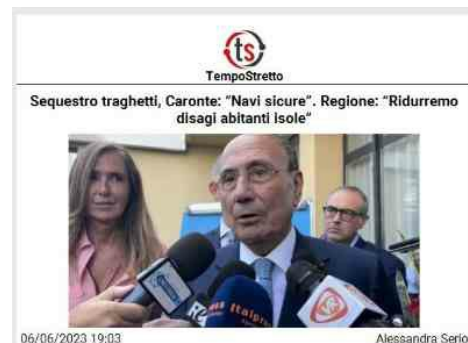 ts
TempoStretto
Sequestro traghetti, Caronte: “Navi sicure”. Regione: “Ridurremo
disagi abitanti isole”
Italpr
06/06/2023 19:03
Alessandra Serio